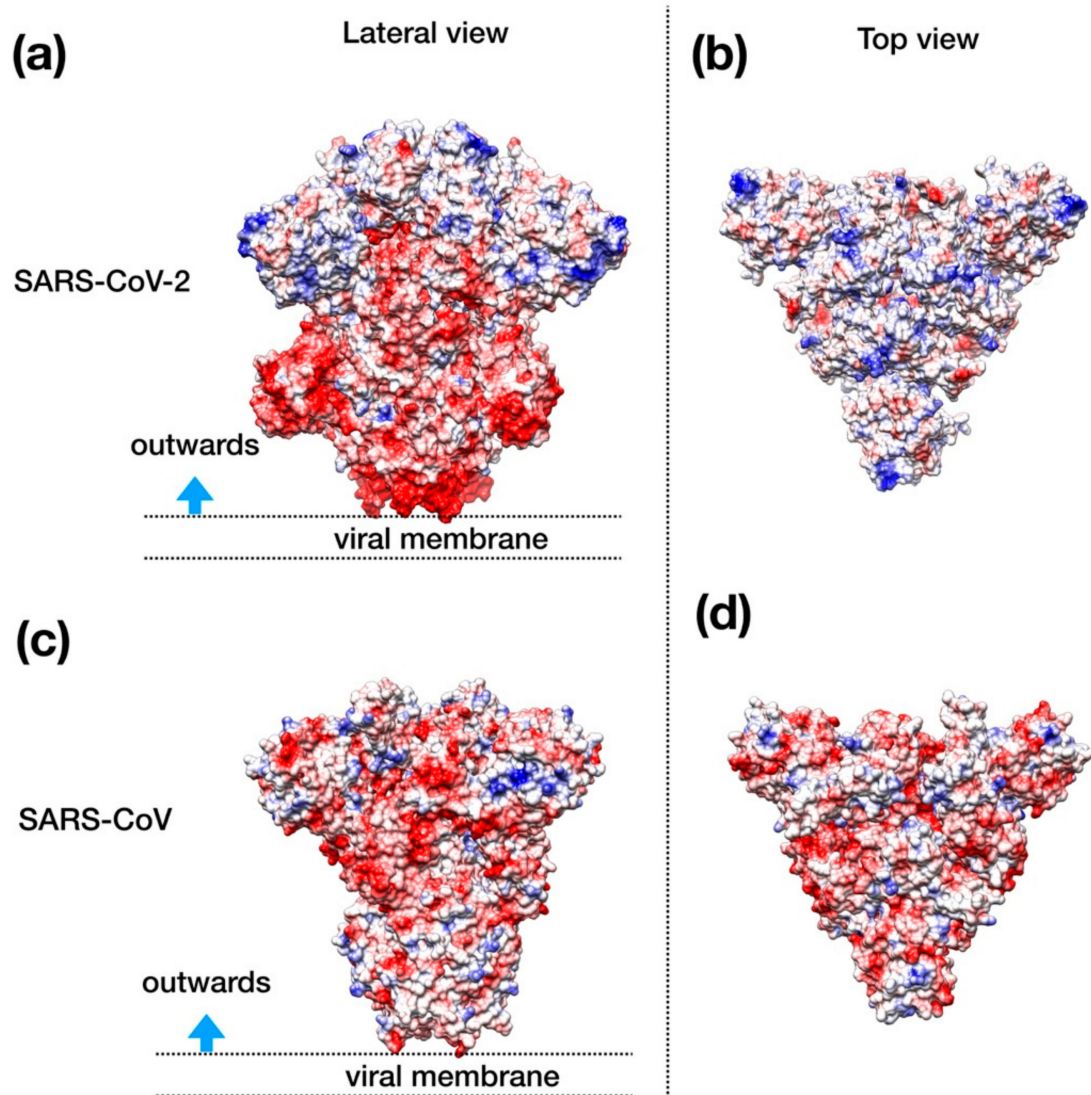 (a)
Lateral view
(b)
Top view
SARS-CoV-2
outwards
viral membrane
(c)
(d)
SARS-CoV
outwards
viral membrane